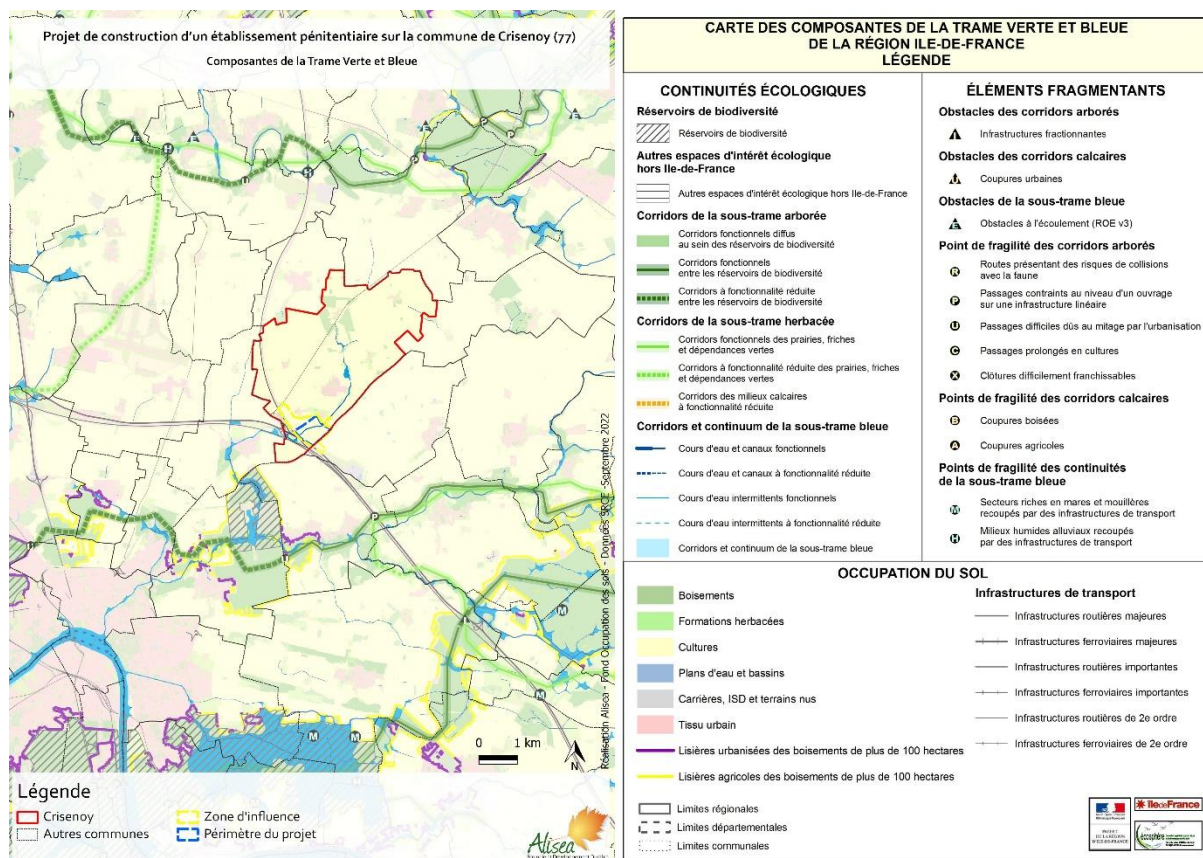 Projet de construction d'un établissement pénitentiaire sur la commune de Crisenoy (77)
Composantes de la Trame Verte et Bleue
Réalisation Alisea - Fond Occupation des sols - Données SRCE - Septembre 2022
0 1 km
N
Légende
Crisenoy
Autres communes
Zone d'influence
Périmètre du projet
Alisea
CARTE DES COMPOSANTES DE LA TRAME VERTE ET BLEUE
DE LA RÉGION ILE-DE-FRANCE
LÉGENDE
CONTINUITÉS ÉCOLOGIQUES
Réservoirs de biodiversité
Réservoirs de biodiversité
Autres espaces d'intérêt écologique
hors Ile-de-France
Autres espaces d'intérêt écologique hors Ile-de-France
Corridors de la sous-trame arborée
Corridors fonctionnels diffus
au sein des réservoirs de biodiversité
Corridors fonctionnels
entre les réservoirs de biodiversité
Corridors à fonctionnalité réduite
entre les réservoirs de biodiversité
Corridors de la sous-trame herbacée
Corridors fonctionnels des prairies, friches
et dépendances vertes
Corridors à fonctionnalité réduite des prairies, friches
et dépendances vertes
Corridors des milieux calcaires
à fonctionnalité réduite
Corridors et continuum de la sous-trame bleue
Cours d'eau et canaux fonctionnels
Cours d'eau et canaux à fonctionnalité réduite
Cours d'eau intermittents fonctionnels
Cours d'eau intermittents à fonctionnalité réduite
Corridors et continuum de la sous-trame bleue
ÉLÉMENTS FRAGMENTANTS
Obstacles des corridors arborés
Infrastructures fractionnantes
Obstacles des corridors calcaires
Coupures urbaines
Obstacles de la sous-trame bleue
Obstacles à l'écoulement (ROE v3)
Point de fragilité des corridors arborés
R Routes présentant des risques de collisions
avec la faune
P Passages contraints au niveau d'un ouvrage
sur une infrastructure linéaire
U Passages difficiles dûs au mitage par l'urbanisation
C Passages prolongés en cultures
X Clôtures difficilement franchissables
Points de fragilité des corridors calcaires
B Coupures boisées
A Coupures agricoles
Points de fragilité des continuités
de la sous-trame bleue
M Secteurs riches en mares et mouillères
recoupés par des infrastructures de transport
H Milieux humides alluviaux recoupés
par des infrastructures de transport
OCCUPATION DU SOL
Boisements
Formations herbacées
Cultures
Plans d'eau et bassins
Carrières, ISD et terrains nus
Tissu urbain
Lisières urbanisées des boisements de plus de 100 hectares
Lisières agricoles des boisements de plus de 100 hectares
Limites régionales
Limites départementales
Limites communales
Infrastructures de transport
Infrastructures routières majeures
Infrastructures ferroviaires majeures
Infrastructures routières importantes
Infrastructures ferroviaires importantes
Infrastructures routières de 2e ordre
Infrastructures ferroviaires de 2e ordre
PRÉFET
DE LA RÉGION
D'ILE-DE-FRANCE
îledeFrance
écosphère